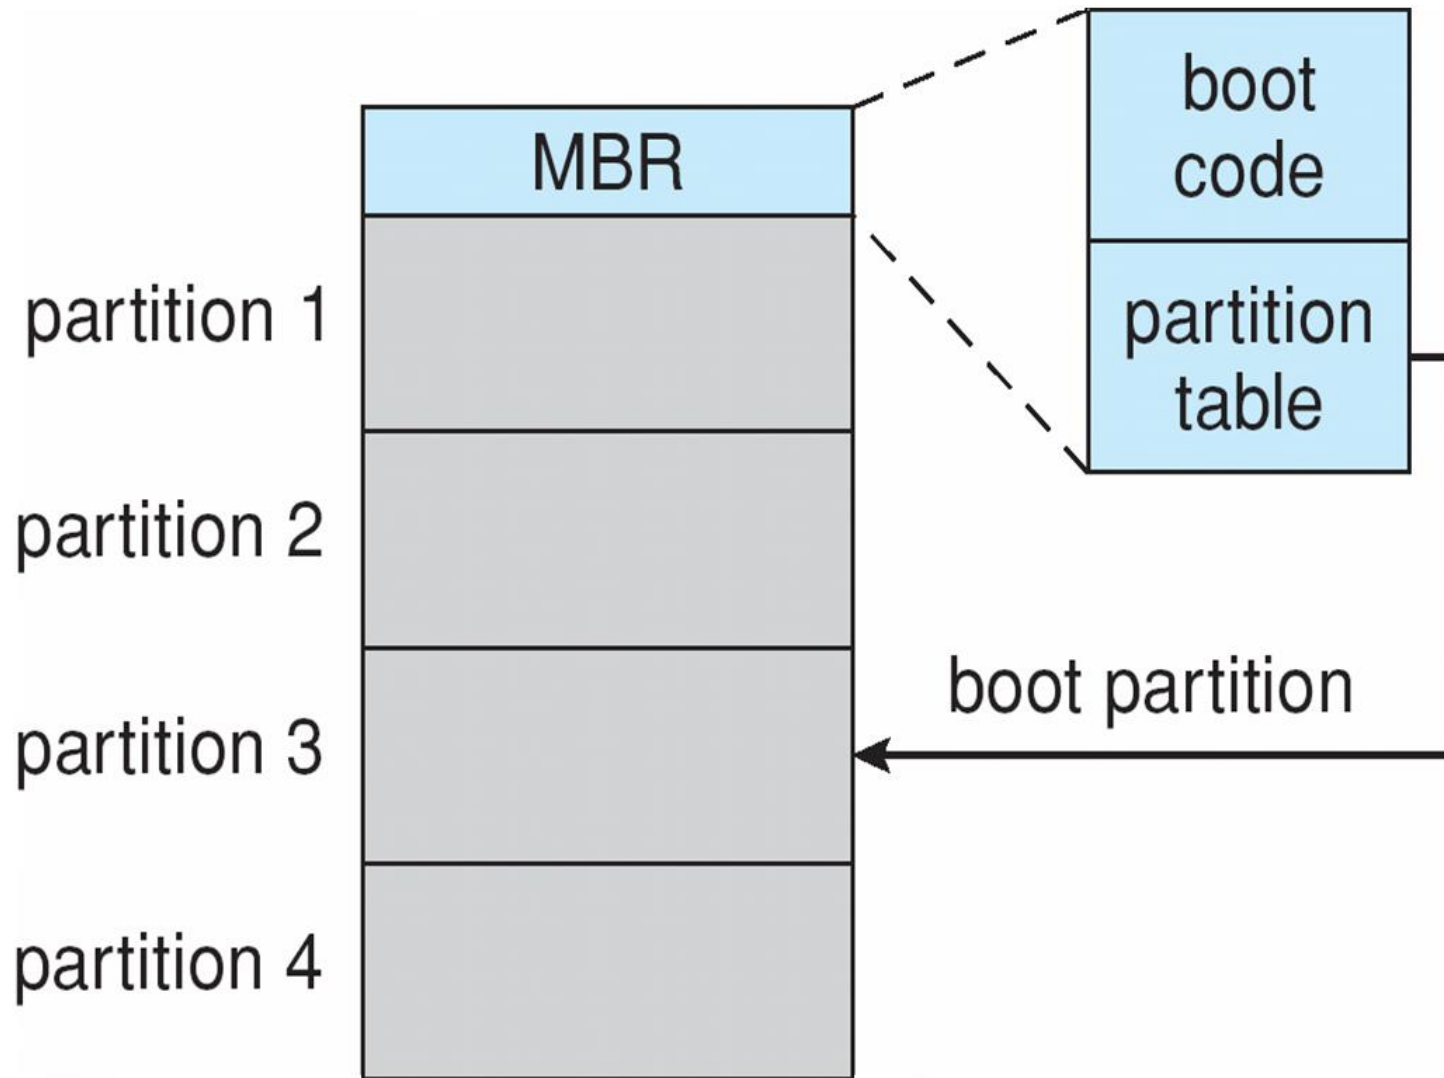 MBR
boot
code
partition
table
partition 1
partition 2
boot partition
partition 3
partition 4